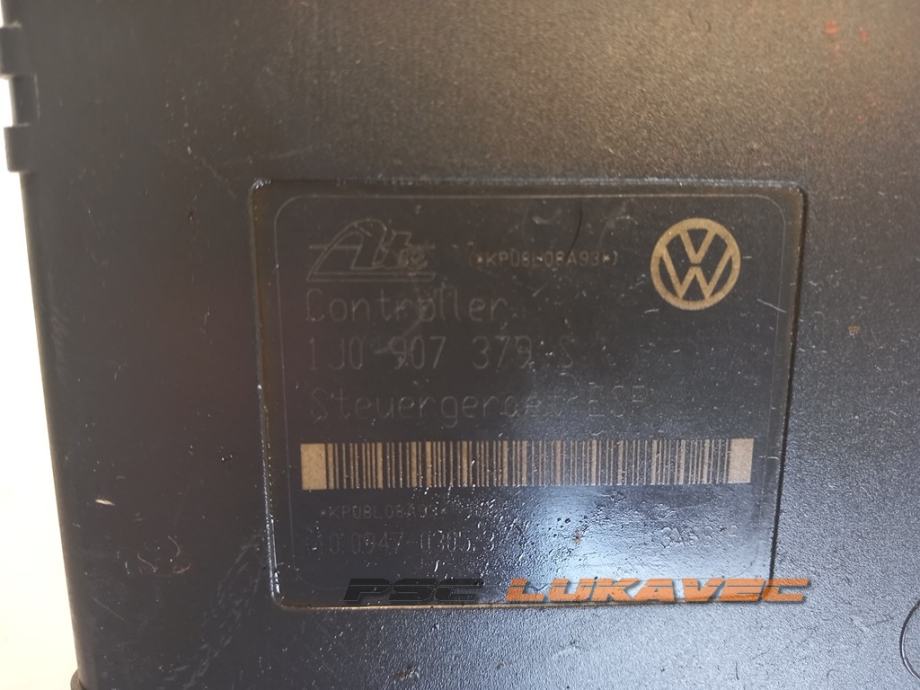 Ate (*KP08L08A93*)
Controller
1J0 907 379 S
Steuergeraet ESP
*KP08L08A93*
10.0947-0305.3
PSC LUKAVEC